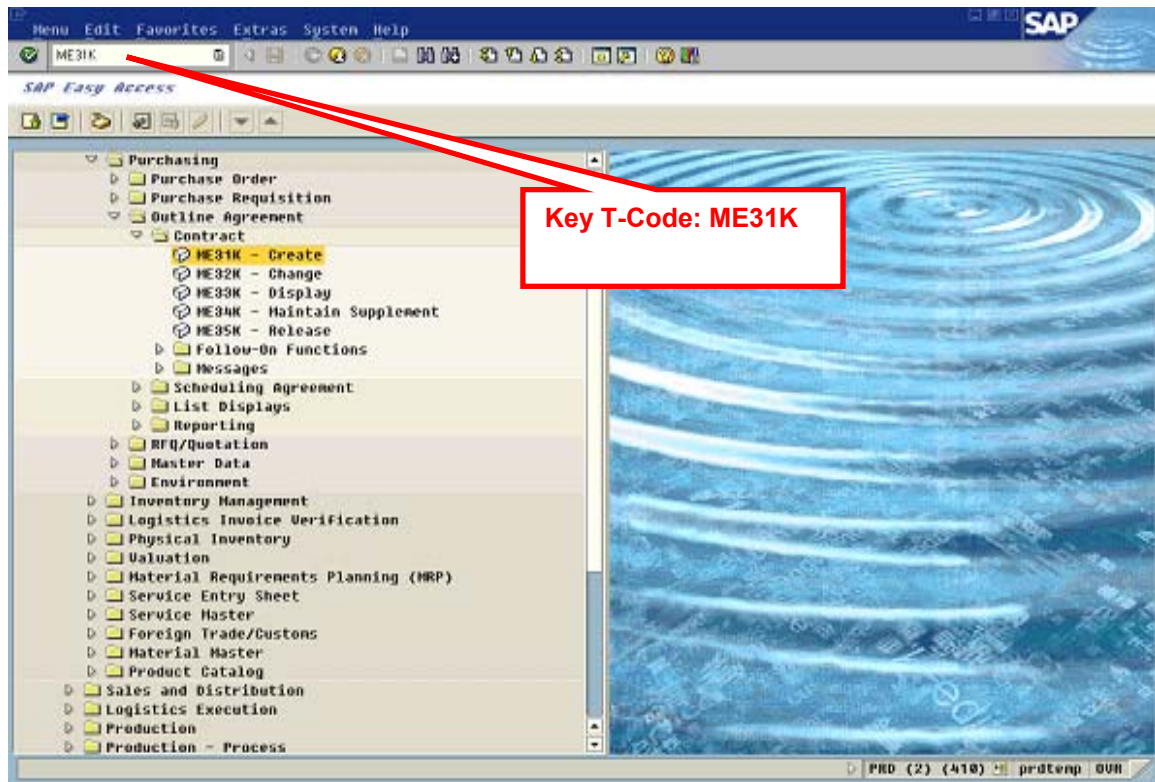 Menu Edit Favorites Extras System Help
SAP
ME31K
SAP Easy Access
Purchasing
Purchase Order
Purchase Requisition
Outline Agreement
Contract
ME31K - Create
ME32K - Change
ME33K - Display
ME34K - Maintain Supplement
ME35K - Release
Follow-On Functions
Messages
Scheduling Agreement
List Displays
Reporting
RFQ/Quotation
Master Data
Environment
Inventory Management
Logistics Invoice Verification
Physical Inventory
Valuation
Material Requirements Planning (MRP)
Service Entry Sheet
Service Master
Foreign Trade/Customs
Material Master
Product Catalog
Sales and Distribution
Logistics Execution
Production
Production - Process
Key T-Code: ME31K
PRD (2) (410) prdtemp OVR